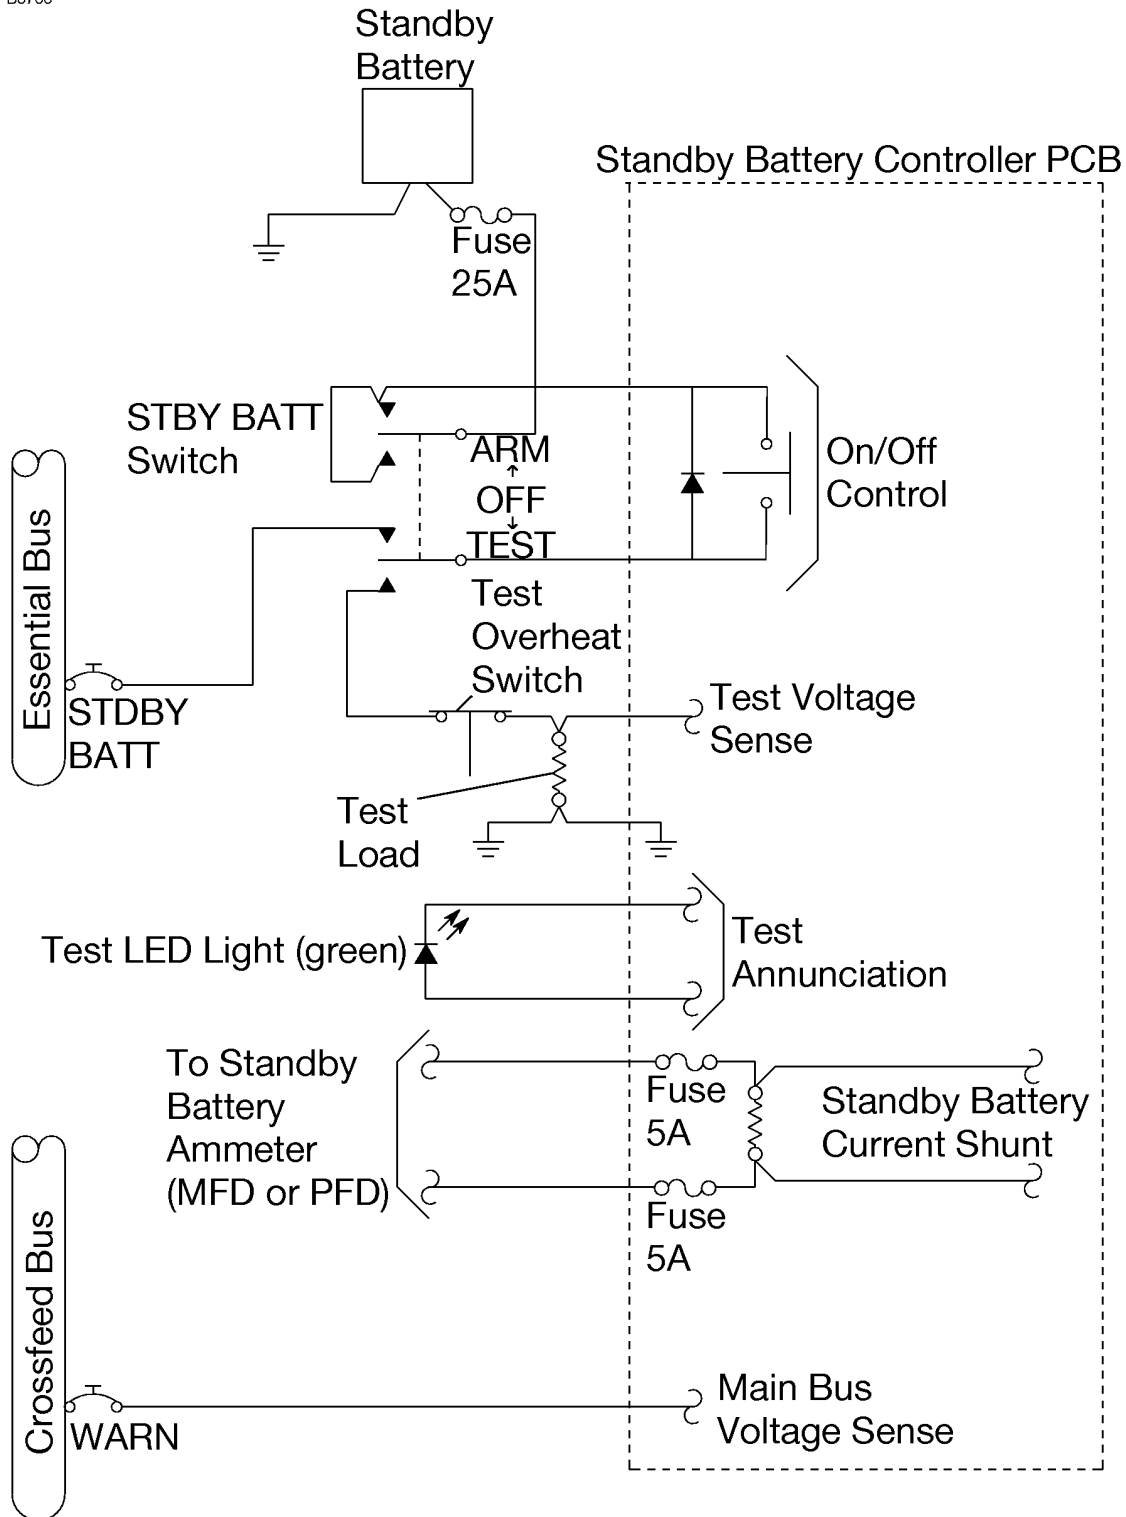 Standby
Battery
Standby Battery Controller PCB
Fuse
25A
STBY BATT
Switch
ARM
OFF
TEST
On/Off
Control
Essential Bus
Test
Overheat
Switch
STDBY
BATT
Test Voltage
Sense
Test
Load
Test LED Light (green)
Test
Annunciation
To Standby
Battery
Ammeter
(MFD or PFD)
Fuse
5A
Standby Battery
Current Shunt
Fuse
5A
Crossfeed Bus
WARN
Main Bus
Voltage Sense